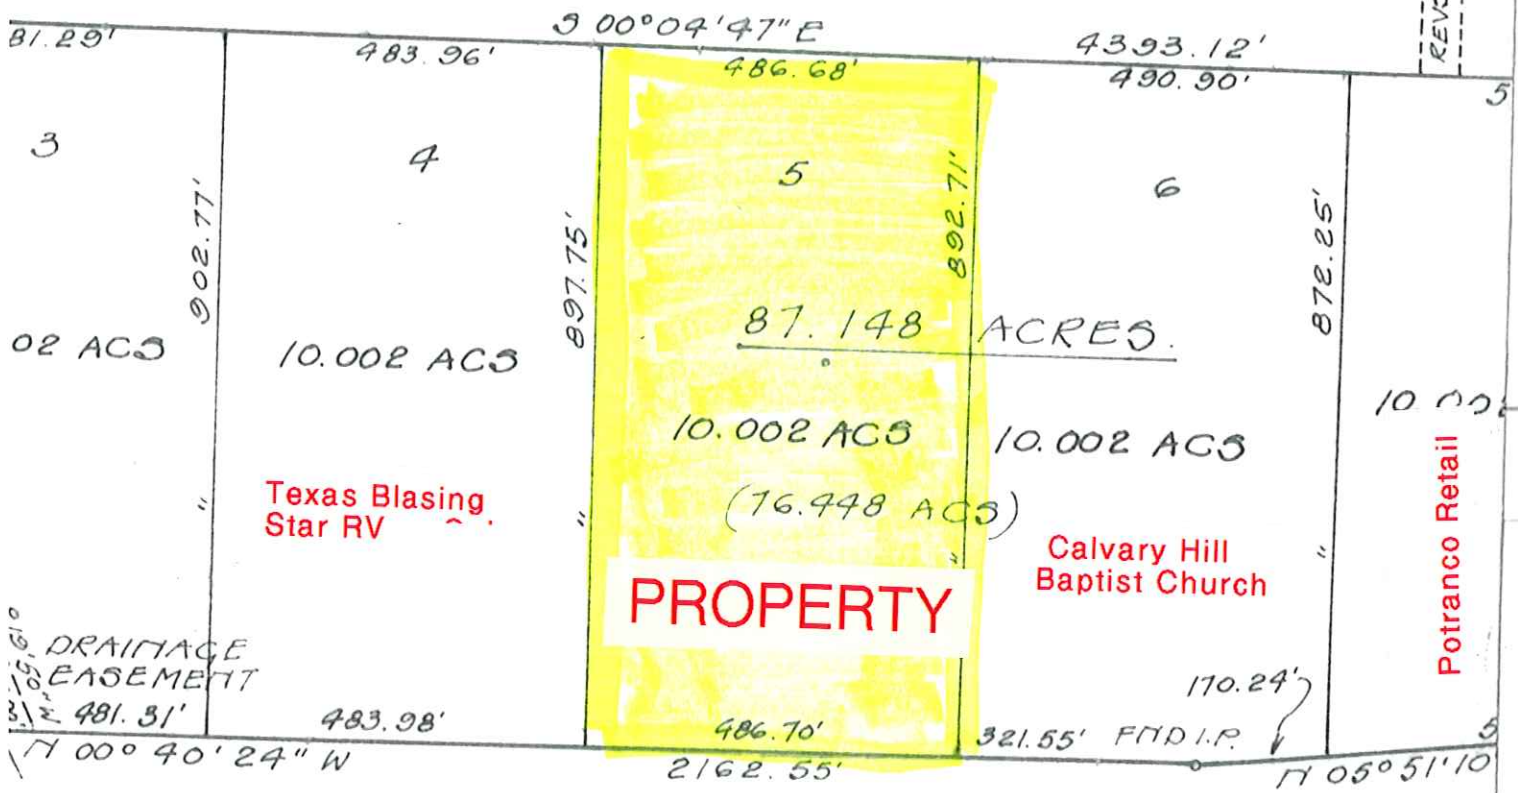 S 00°04'47" E
4393.12'
REVS
81.29'
483.96'
486.68'
490.90'
5
3
4
5
6
902.77'
897.75'
892.71'
872.25'
87.148 ACRES.
02 ACS
10.002 ACS
10.002 ACS
10.002 ACS
10
(76.448 ACS)
Texas Blasing
Star RV
Calvary Hill
Baptist Church
Potranco Retail
PROPERTY
"
"
"
"
DRAINAGE
EASEMENT
170.24'
481.31'
483.98'
486.70'
321.55' FND I.P.
5
N 00° 40' 24" W
2162.55'
N 05° 51' 10